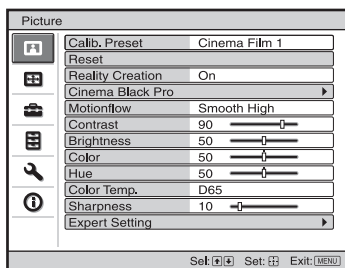 Picture
Calib. Preset Cinema Film 1
Reset
Reality Creation On
Cinema Black Pro
Motionflow Smooth High
Contrast 90
Brightness 50
Color 50
Hue 50
Color Temp. D65
Sharpness 10
Expert Setting
Sel: Set: Exit: MENU